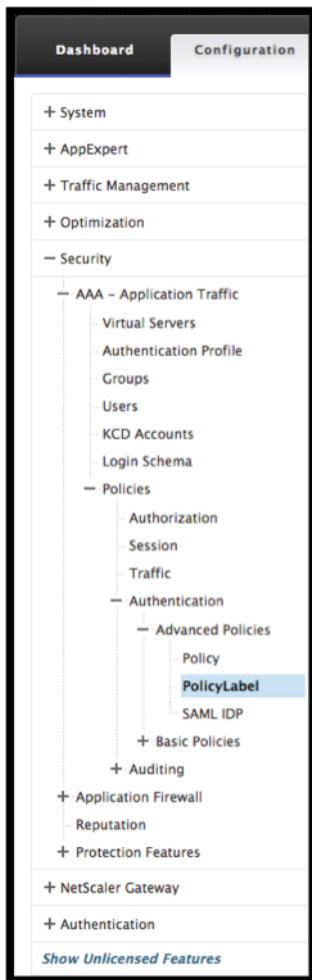 Dashboard Configuration
+ System
+ AppExpert
+ Traffic Management
+ Optimization
− Security
− AAA – Application Traffic
Virtual Servers
Authentication Profile
Groups
Users
KCD Accounts
Login Schema
− Policies
Authorization
Session
Traffic
− Authentication
− Advanced Policies
Policy
PolicyLabel
SAML IDP
+ Basic Policies
+ Auditing
+ Application Firewall
Reputation
+ Protection Features
+ NetScaler Gateway
+ Authentication
Show Unlicensed Features